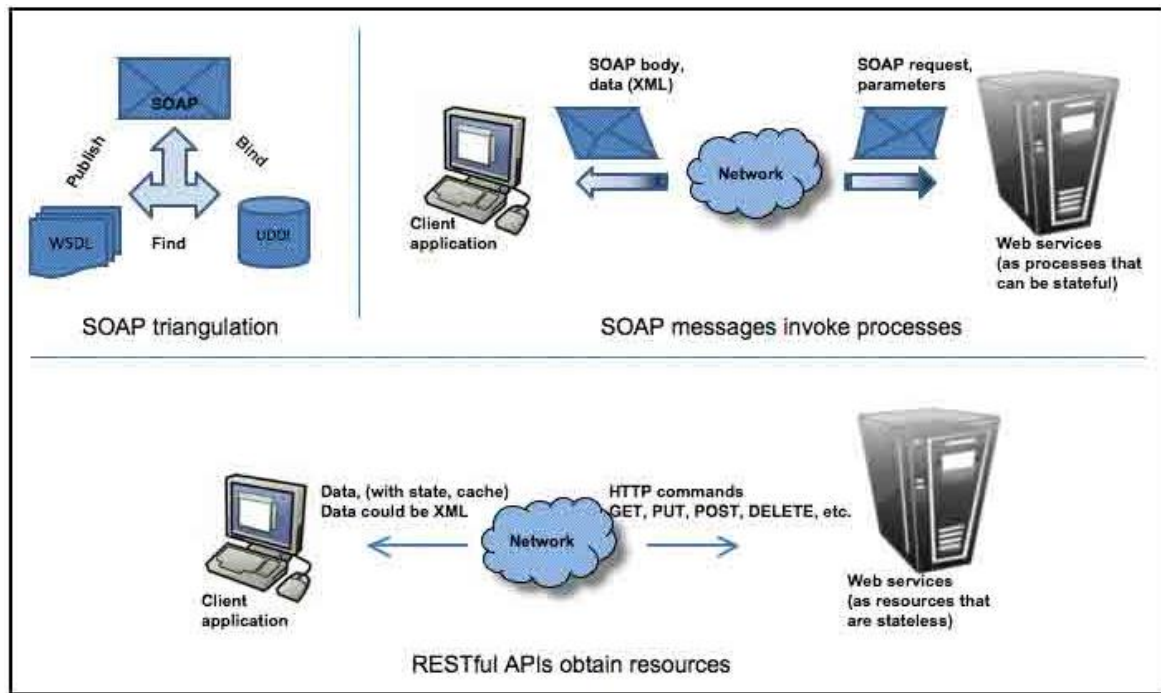 SOAP
Publish
Bind
WSDL
Find
UDDI
SOAP triangulation
SOAP body,
data (XML)
SOAP request,
parameters
Network
Client
application
Web services
(as processes that
can be stateful)
SOAP messages invoke processes
Data, (with state, cache)
Data could be XML
HTTP commands
GET, PUT, POST, DELETE, etc.
Network
Client
application
Web services
(as resources that
are stateless)
RESTful APIs obtain resources